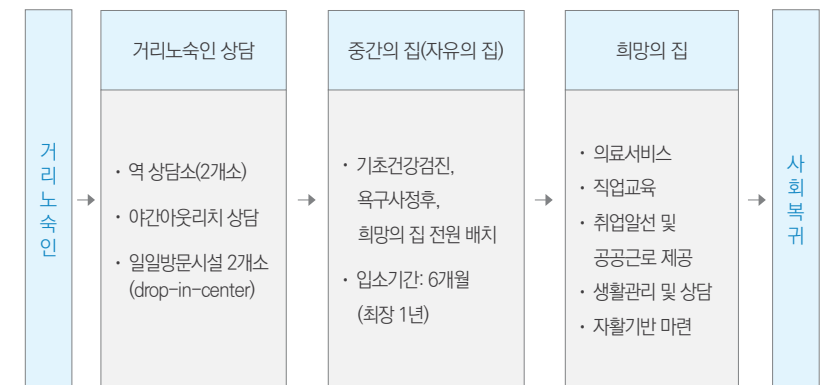 거리노숙인
거리노숙인 상담
· 역 상담소(2개소)
· 야간아웃리치 상담
· 일일방문시설 2개소
(drop-in-center)
중간의 집(자유의 집)
· 기초건강검진,
욕구사정후,
희망의 집 전원 배치
· 입소기간: 6개월
(최장 1년)
희망의 집
· 의료서비스
· 직업교육
· 취업알선 및
공공근로 제공
· 생활관리 및 상담
· 자활기반 마련
사회복귀